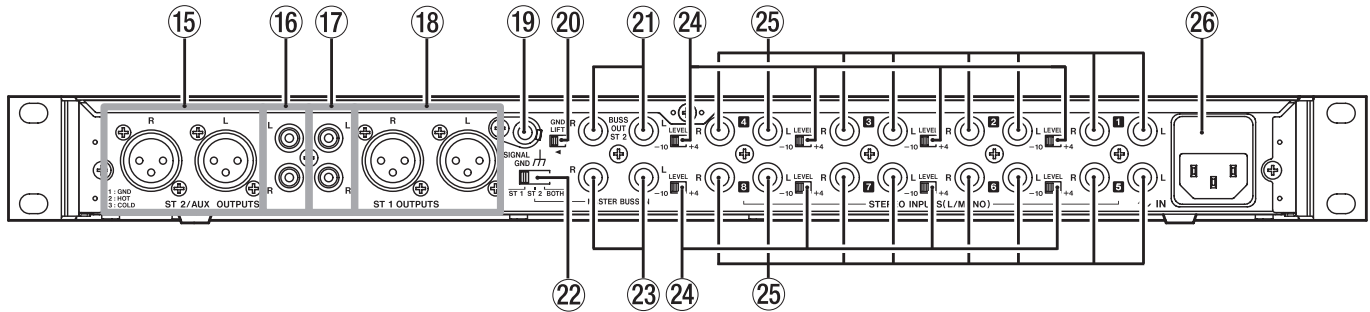 15 16 17 18 19 20 21 24 25 26
R L L L R L GND LIFT R BUSS OUT ST 2 L LEVEL -10 +4 R 4 L LEVEL -10 +4 R 3 L LEVEL -10 +4 R 2 L LEVEL -10 +4 R 1 L
SIGNAL GND
R R R L LEVEL -10 +4 R 8 L LEVEL -10 +4 R 7 L LEVEL -10 +4 R 6 L LEVEL -10 +4 R 5 L
1 : GND
2 : HOT
3 : COLD
ST 2/AUX OUTPUTS
ST 1 OUTPUTS
ST 1 ST 2 BOTH
STEREO INPUTS(L/MONO)
~ IN
22 23 24 25